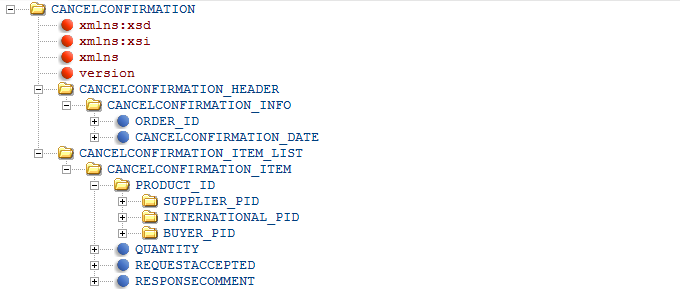 CANCELCONFIRMATION
xmlns:xsd
xmlns:xsi
xmlns
version
CANCELCONFIRMATION_HEADER
CANCELCONFIRMATION_INFO
ORDER_ID
CANCELCONFIRMATION_DATE
CANCELCONFIRMATION_ITEM_LIST
CANCELCONFIRMATION_ITEM
PRODUCT_ID
SUPPLIER_PID
INTERNATIONAL_PID
BUYER_PID
QUANTITY
REQUESTACCEPTED
RESPONSECOMMENT